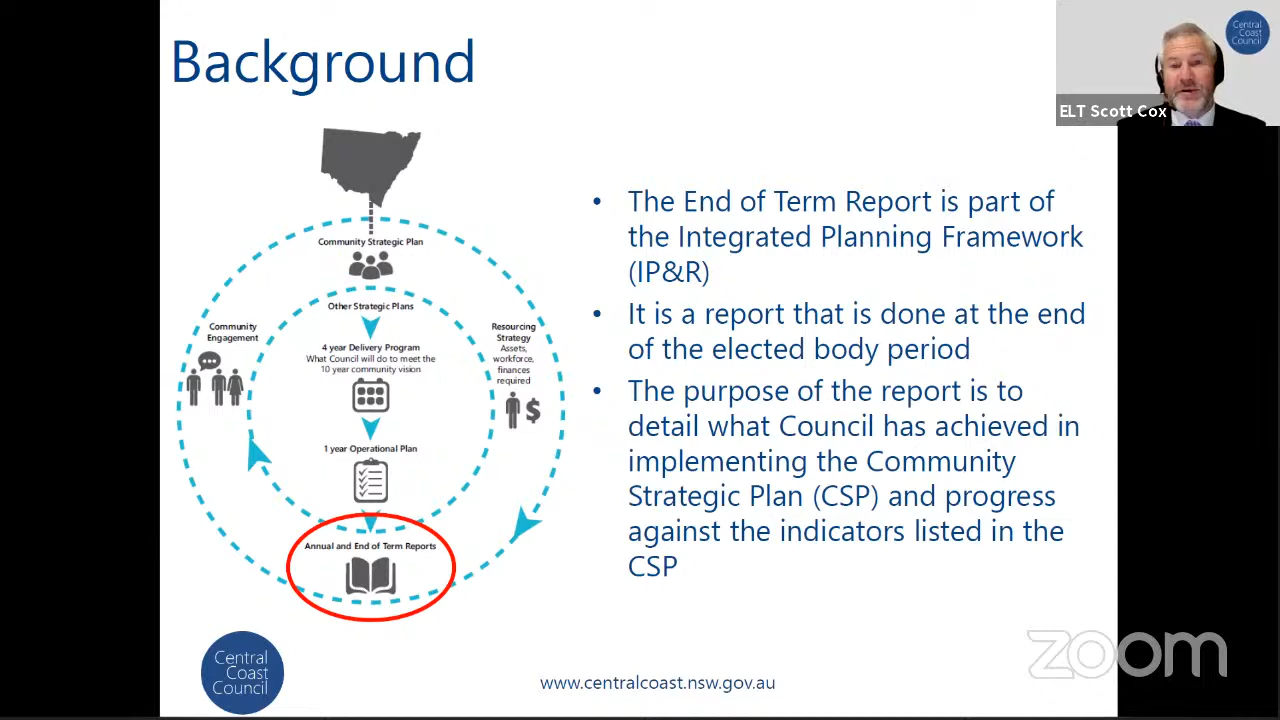 Background
Central
Coast
Council
ELT Scott Cox
Community Strategic Plan
Other Strategic Plans
Community
Engagement
4 year Delivery Program
What Council will do to meet the
10 year community vision
Resourcing
Strategy
Assets,
workforce,
finances
required
1 year Operational Plan
Annual and End of Term Reports
• The End of Term Report is part of
the Integrated Planning Framework
(IP&R)
• It is a report that is done at the end
of the elected body period
• The purpose of the report is to
detail what Council has achieved in
implementing the Community
Strategic Plan (CSP) and progress
against the indicators listed in the
CSP
Central
Coast
Council
www.centralcoast.nsw.gov.au
zoom